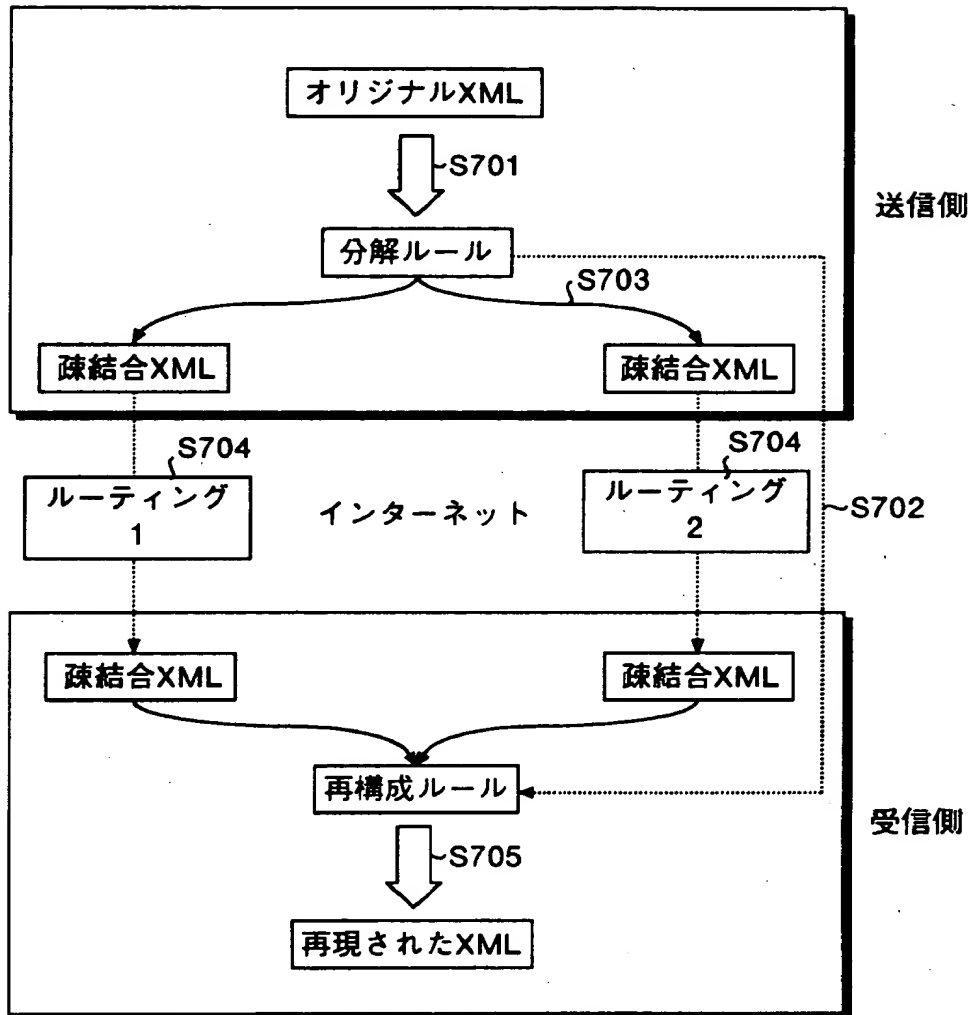 オリジナルXML
S701
送信側
分解ルール
S703
疎結合XML
疎結合XML
S704
S704
ルーティング
1
インターネット
ルーティング
2
S702
疎結合XML
疎結合XML
再構成ルール
受信側
S705
再現されたXML